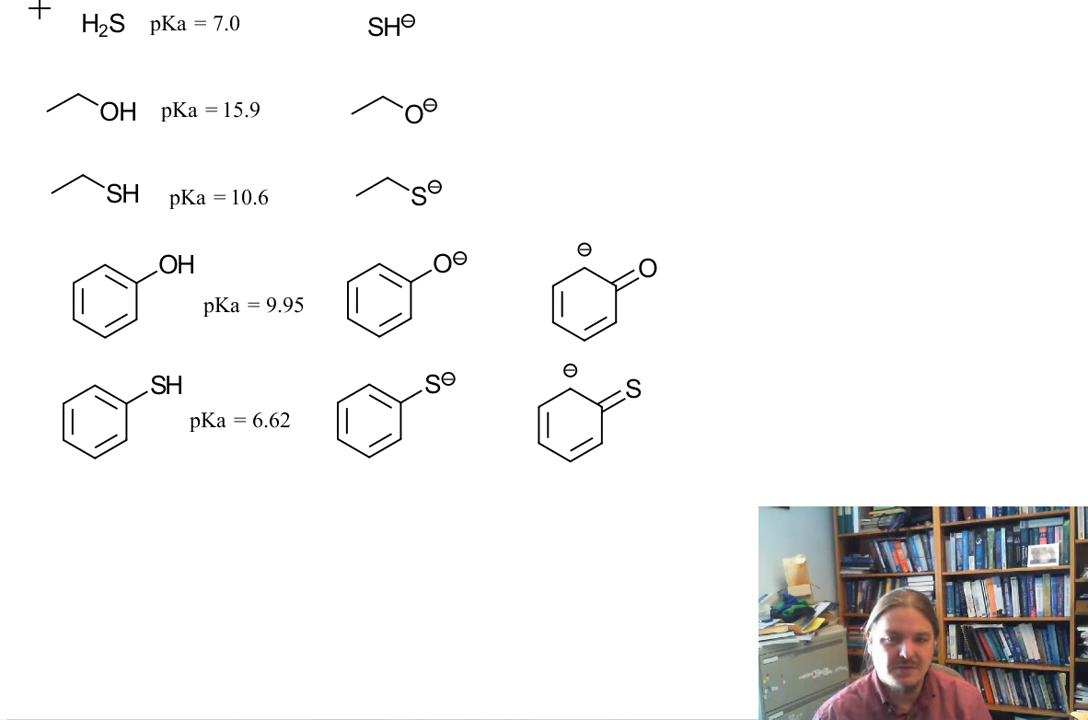 +
H₂S pKa = 7.0 SH⊖
OH pKa = 15.9 O⊖
SH pKa = 10.6 S⊖
OH pKa = 9.95 O⊖ ⊖ O
SH pKa = 6.62 S⊖ ⊖ S